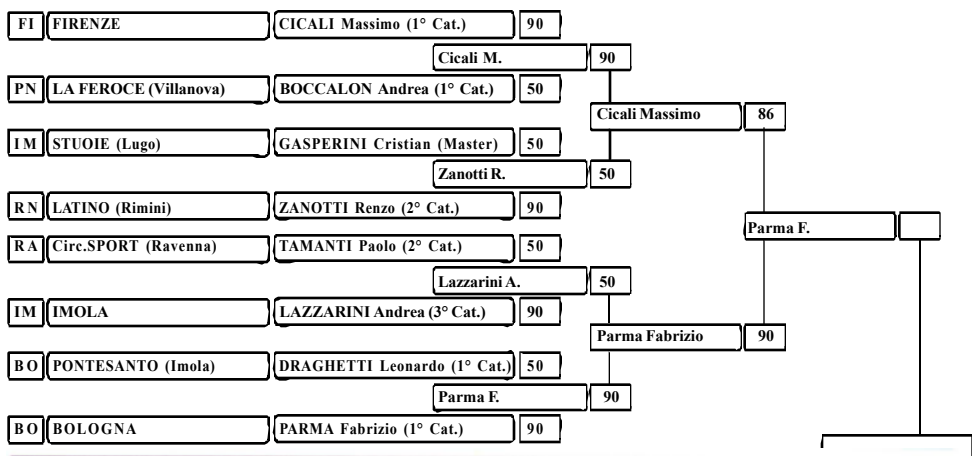 FI FIRENZE CICALI Massimo (1° Cat.) 90
Cicali M. 90
PN LA FEROCE (Villanova) BOCCALON Andrea (1° Cat.) 50
Cicali Massimo 86
IM STUOIE (Lugo) GASPERINI Cristian (Master) 50
Zanotti R. 50
RN LATINO (Rimini) ZANOTTI Renzo (2° Cat.) 90
Parma F.
RA Circ.SPORT (Ravenna) TAMANTI Paolo (2° Cat.) 50
Lazzarini A. 50
IM IMOLA LAZZARINI Andrea (3° Cat.) 90
Parma Fabrizio 90
BO PONTESANTO (Imola) DRAGHETTI Leonardo (1° Cat.) 50
Parma F. 90
BO BOLOGNA PARMA Fabrizio (1° Cat.) 90